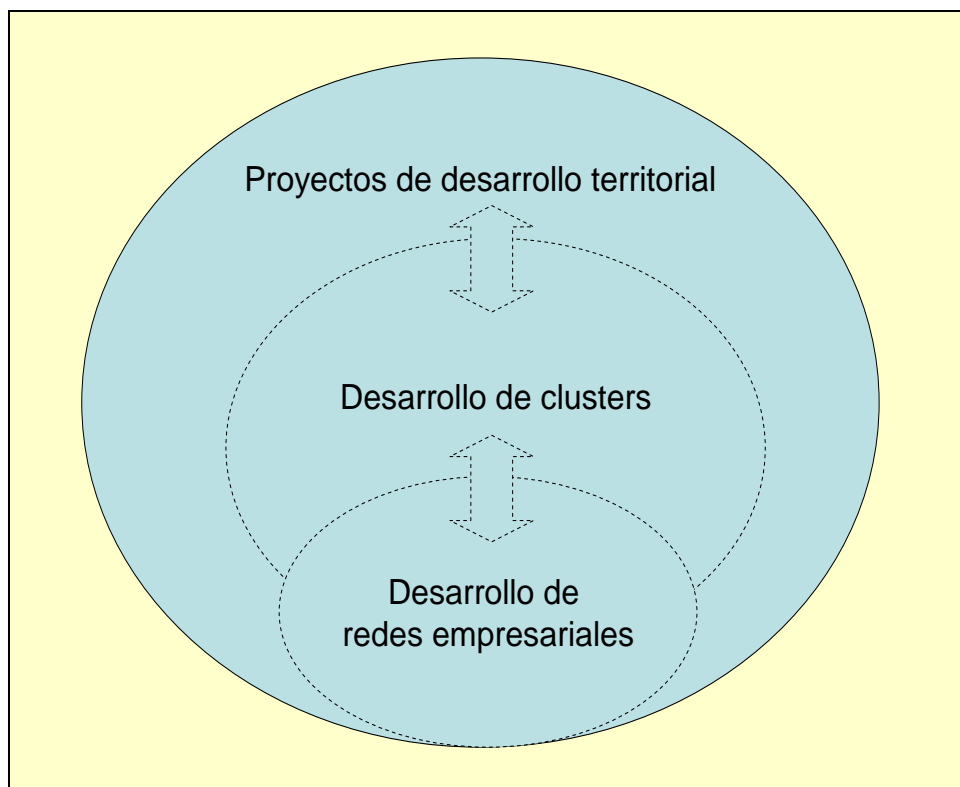 Proyectos de desarrollo territorial
Desarrollo de clusters
Desarrollo de
redes empresariales